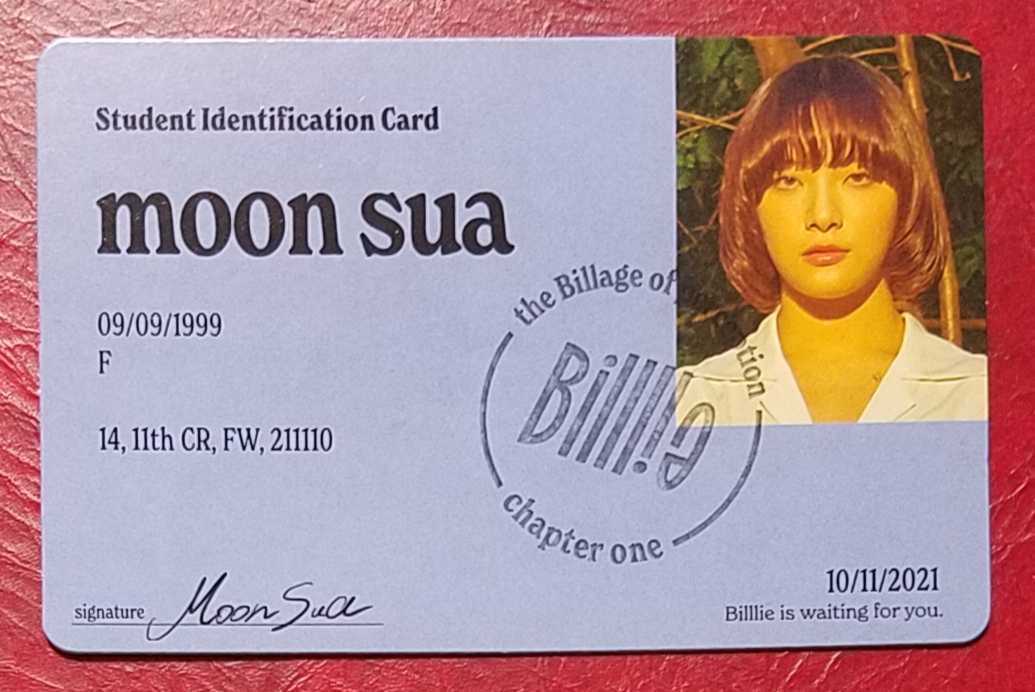 Student Identification Card
moon sua
09/09/1999
F
14, 11th CR, FW, 211110
the Billage of
tion
Billlie
chapter one
signature Moon Sua
10/11/2021
Billlie is waiting for you.